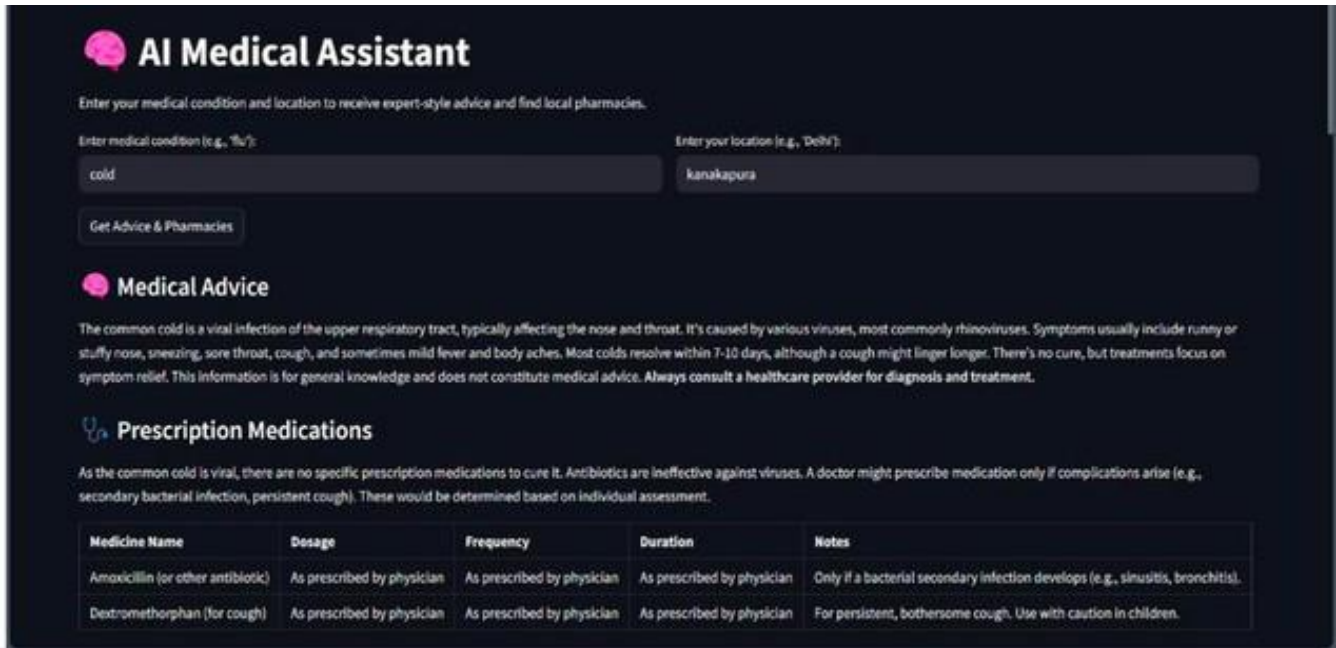 AI Medical Assistant
Enter your medical condition and location to receive expert-style advice and find local pharmacies.
Enter medical condition (e.g., 'flu'):
Enter your location (e.g., 'Delhi'):
cold
kanakapura
Get Advice & Pharmacies
Medical Advice
The common cold is a viral infection of the upper respiratory tract, typically affecting the nose and throat. It's caused by various viruses, most commonly rhinoviruses. Symptoms usually include runny or
stuffy nose, sneezing, sore throat, cough, and sometimes mild fever and body aches. Most colds resolve within 7-10 days, although a cough might linger longer. There's no cure, but treatments focus on
symptom relief. This information is for general knowledge and does not constitute medical advice. Always consult a healthcare provider for diagnosis and treatment.
Prescription Medications
As the common cold is viral, there are no specific prescription medications to cure it. Antibiotics are ineffective against viruses. A doctor might prescribe medication only if complications arise (e.g.,
secondary bacterial infection, persistent cough). These would be determined based on individual assessment.
Medicine Name Dosage Frequency Duration Notes
Amoxicillin (or other antibiotic) As prescribed by physician As prescribed by physician As prescribed by physician Only if a bacterial secondary infection develops (e.g., sinusitis, bronchitis).
Dextromethorphan (for cough) As prescribed by physician As prescribed by physician As prescribed by physician For persistent, bothersome cough. Use with caution in children.